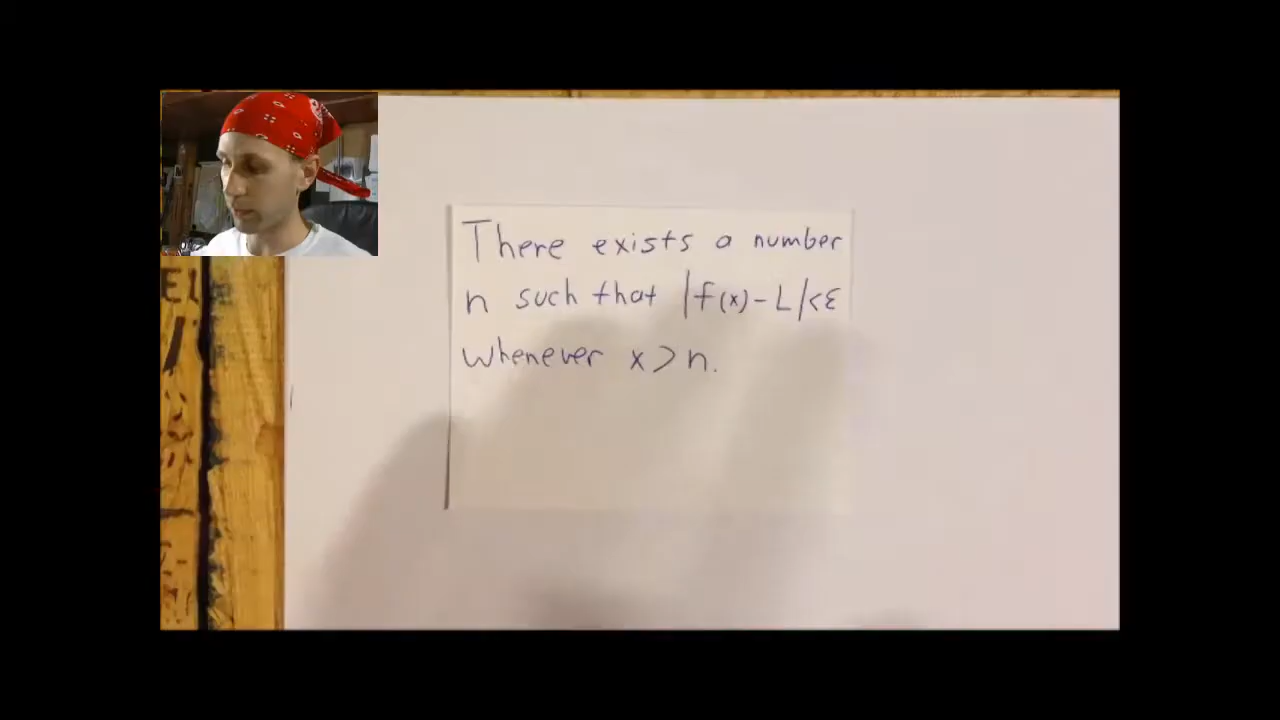 There exists a number
n such that |f(x)-L|<ε
whenever x>n.